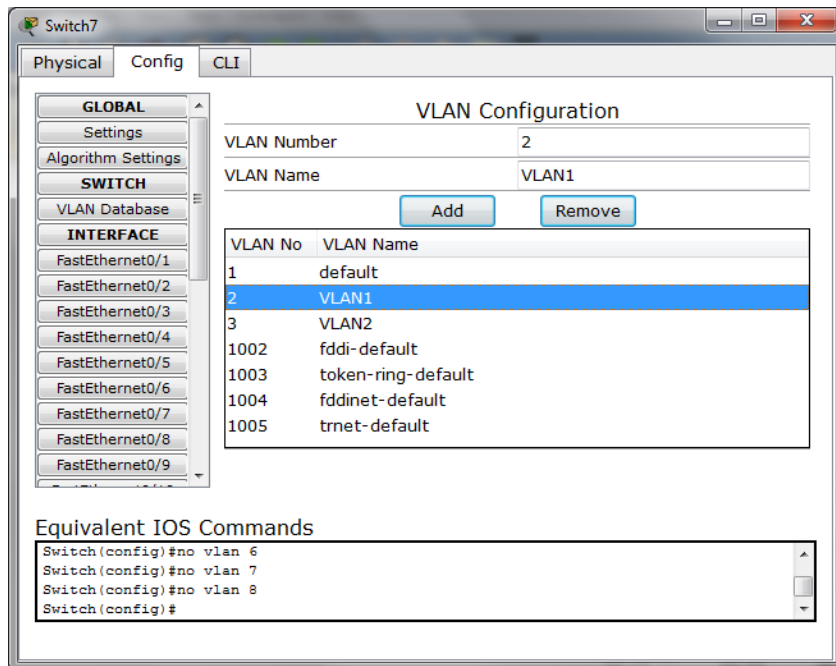 Switch7
Physical Config CLI
GLOBAL
Settings
Algorithm Settings
SWITCH
VLAN Database
INTERFACE
FastEthernet0/1
FastEthernet0/2
FastEthernet0/3
FastEthernet0/4
FastEthernet0/5
FastEthernet0/6
FastEthernet0/7
FastEthernet0/8
FastEthernet0/9
VLAN Configuration
VLAN Number 2
VLAN Name VLAN1
Add Remove
VLAN No VLAN Name
1 default
2 VLAN1
3 VLAN2
1002 fddi-default
1003 token-ring-default
1004 fddinet-default
1005 trnet-default
Equivalent IOS Commands
Switch(config)#no vlan 6
Switch(config)#no vlan 7
Switch(config)#no vlan 8
Switch(config)#